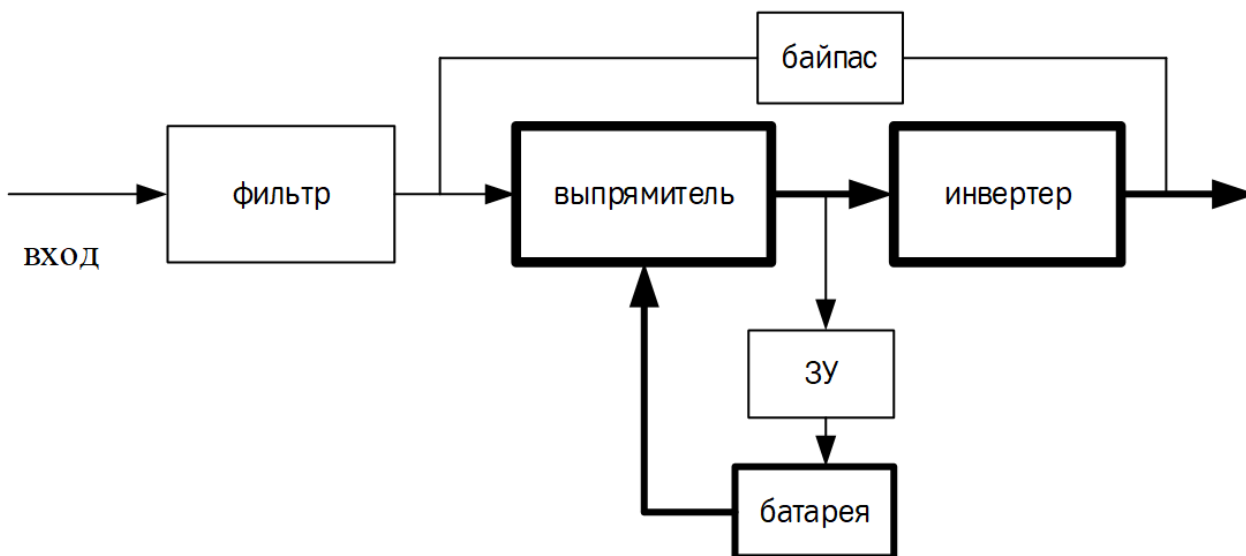 байпас
фильтр
выпрямитель
инвертер
вход
ЗУ
батарея